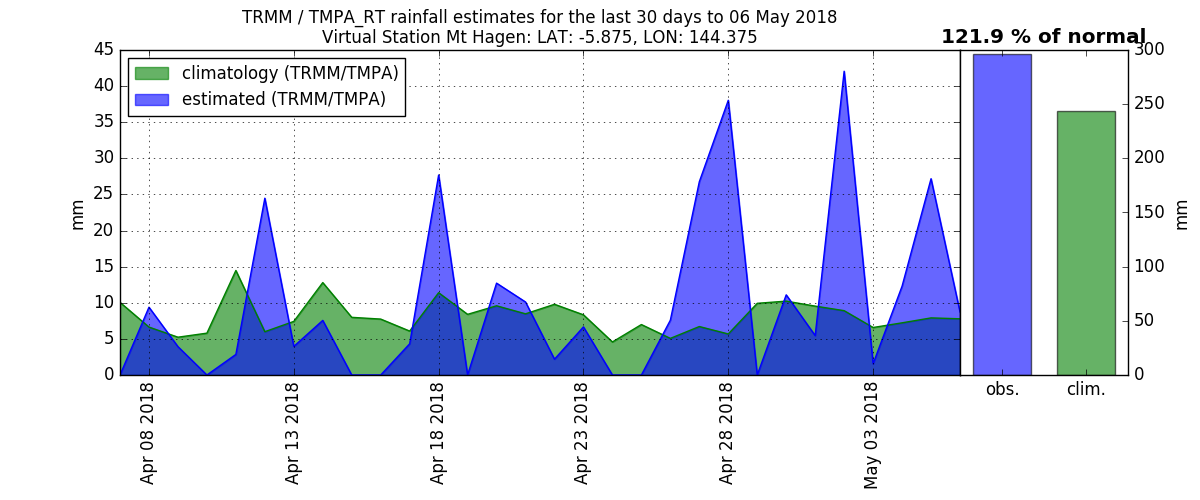 TRMM / TMPA_RT rainfall estimates for the last 30 days to 06 May 2018
Virtual Station Mt Hagen: LAT: -5.875, LON: 144.375
121.9 % of normal
climatology (TRMM/TMPA)
estimated (TRMM/TMPA)
mm
45
40
35
30
25
20
15
10
5
0
Apr 08 2018
Apr 13 2018
Apr 18 2018
Apr 23 2018
Apr 28 2018
May 03 2018
obs.
clim.
300
250
200
150
100
50
0
mm